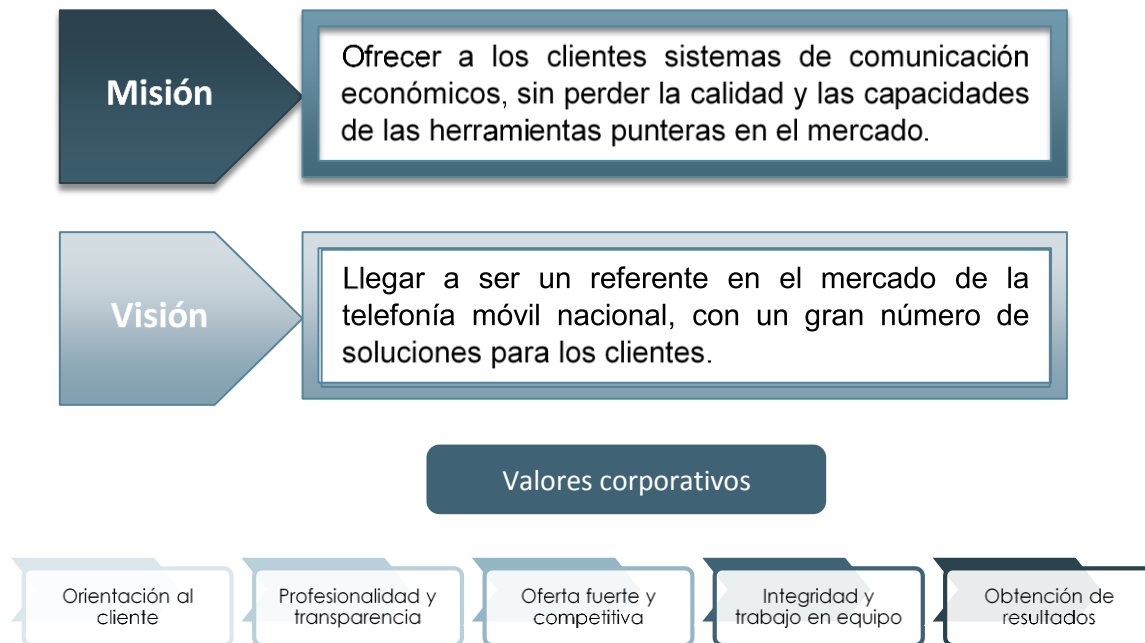 Misión
Ofrecer a los clientes sistemas de comunicación
económicos, sin perder la calidad y las capacidades
de las herramientas punteras en el mercado.
Visión
Llegar a ser un referente en el mercado de la
telefonía móvil nacional, con un gran número de
soluciones para los clientes.
Valores corporativos
Orientación al
cliente
Profesionalidad y
transparencia
Oferta fuerte y
competitiva
Integridad y
trabajo en equipo
Obtención de
resultados